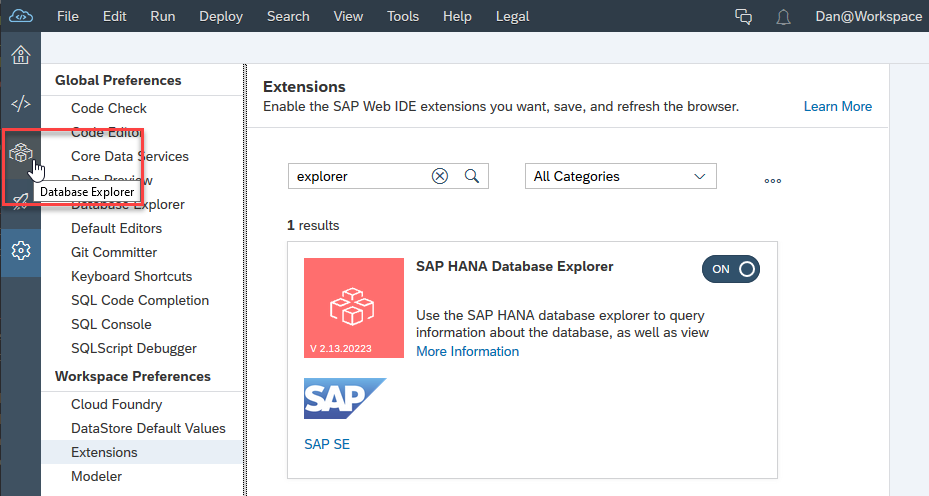 File Edit Run Deploy Search View Tools Help Legal Dan@Workspace
Global Preferences
Code Check
Code Editor
Core Data Services
Data Preview
Database Explorer
Database Explorer
Default Editors
Git Committer
Keyboard Shortcuts
SQL Code Completion
SQL Console
SQLScript Debugger
Workspace Preferences
Cloud Foundry
DataStore Default Values
Extensions
Modeler
Extensions
Enable the SAP Web IDE extensions you want, save, and refresh the browser.
Learn More
explorer
All Categories
1 results
SAP HANA Database Explorer
ON
V 2.13.20223
Use the SAP HANA database explorer to query
information about the database, as well as view
More Information
SAP
SAP SE